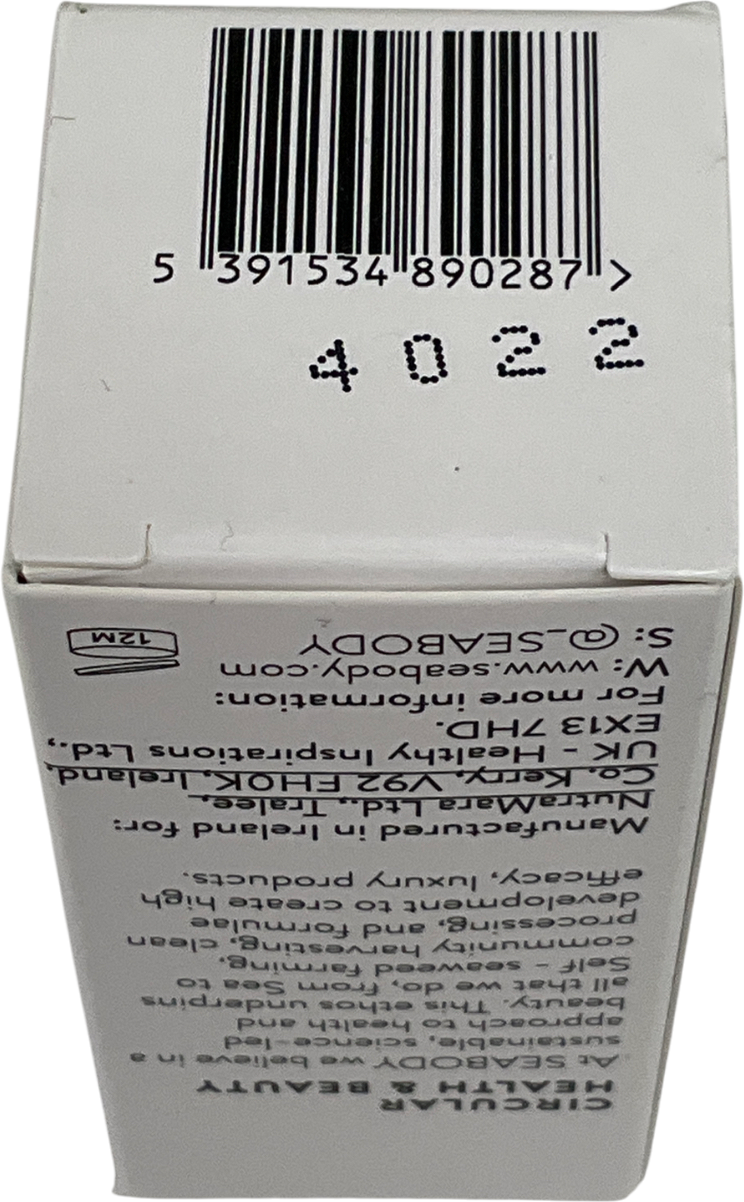 5 391534 890287 >
4022
CIRCULAR
HEALTH & BEAUTY
At SEABODY we believe in a
sustainable, science-led
approach to health and
beauty. This ethos underpins
all that we do, from Sea to
Self - seaweed farming,
community harvesting, clean
processing, and formulae
development to create high
efficacy, luxury products.
Manufactured in Ireland for:
NutraMara Ltd., Tralee,
Co. Kerry, V92 FH0K, Ireland.
UK - Healthy Inspirations Ltd.,
EX13 7HD.
For more information:
W: www.seabody.com
S: @_SEABODY
12M